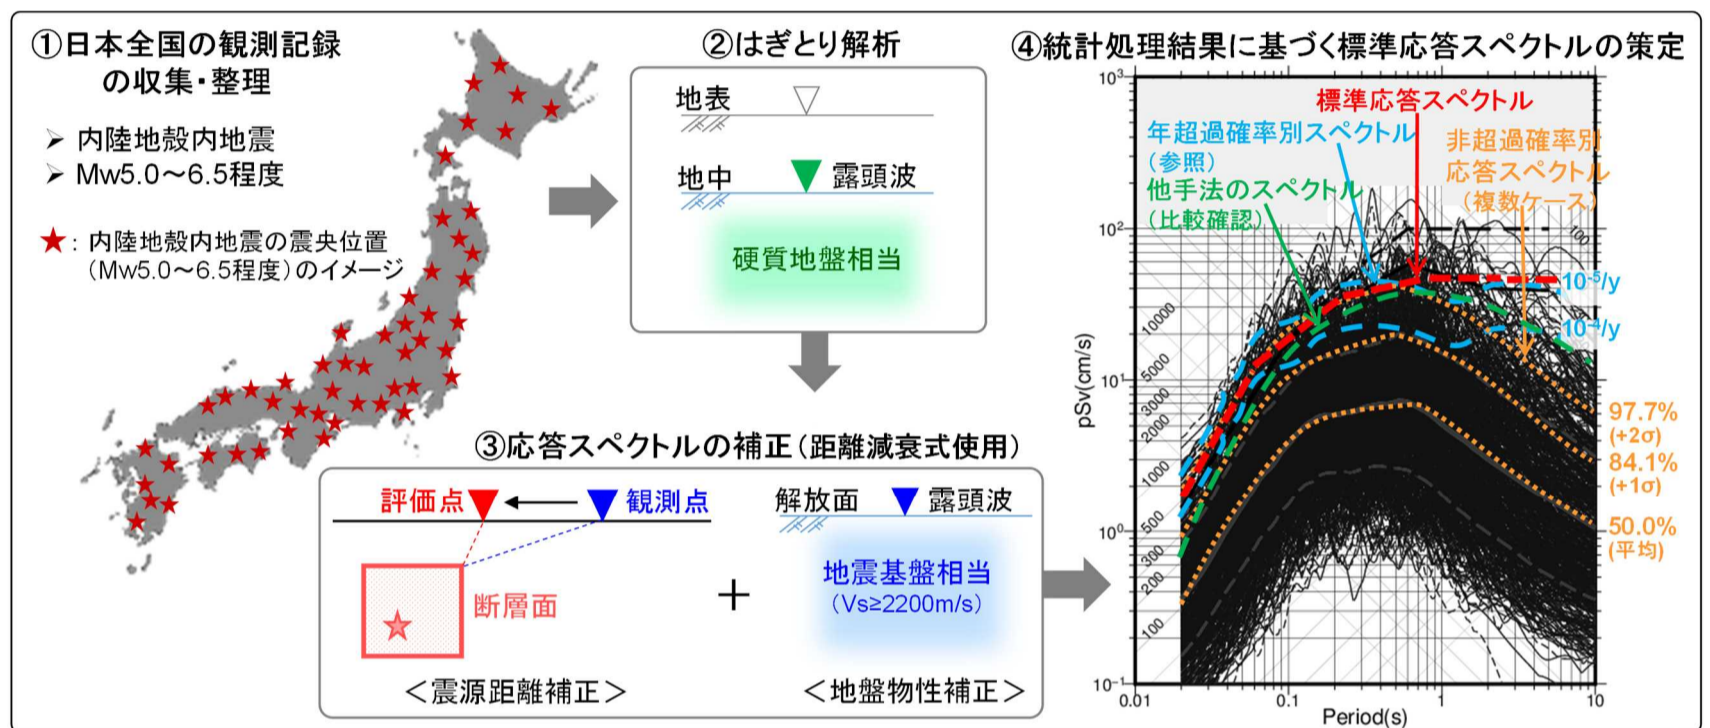 ①日本全国の観測記録
の収集・整理
➢ 内陸地殻内地震
➢ Mw5.0～6.5程度
★：内陸地殻内地震の震央位置
（Mw5.0～6.5程度）のイメージ
②はぎとり解析
地表
地中
露頭波
硬質地盤相当
③応答スペクトルの補正（距離減衰式使用）
評価点
観測点
断層面
＜震源距離補正＞
+
解放面
露頭波
地震基盤相当
（Vs≥2200m/s）
＜地盤物性補正＞
④統計処理結果に基づく標準応答スペクトルの策定
標準応答スペクトル
年超過確率別スペクトル
（参照）
他手法のスペクトル
（比較確認）
非超過確率別
応答スペクトル
（複数ケース）
10⁻⁵/y
10⁻⁴/y
97.7%
(+2σ)
84.1%
(+1σ)
50.0%
(平均)
pSv(cm/s)
10³
10²
10¹
10⁰
10⁻¹
10000
5000
3000
2000
1000
500
300
200
100
100
0.01
0.1
1
10
Period(s)